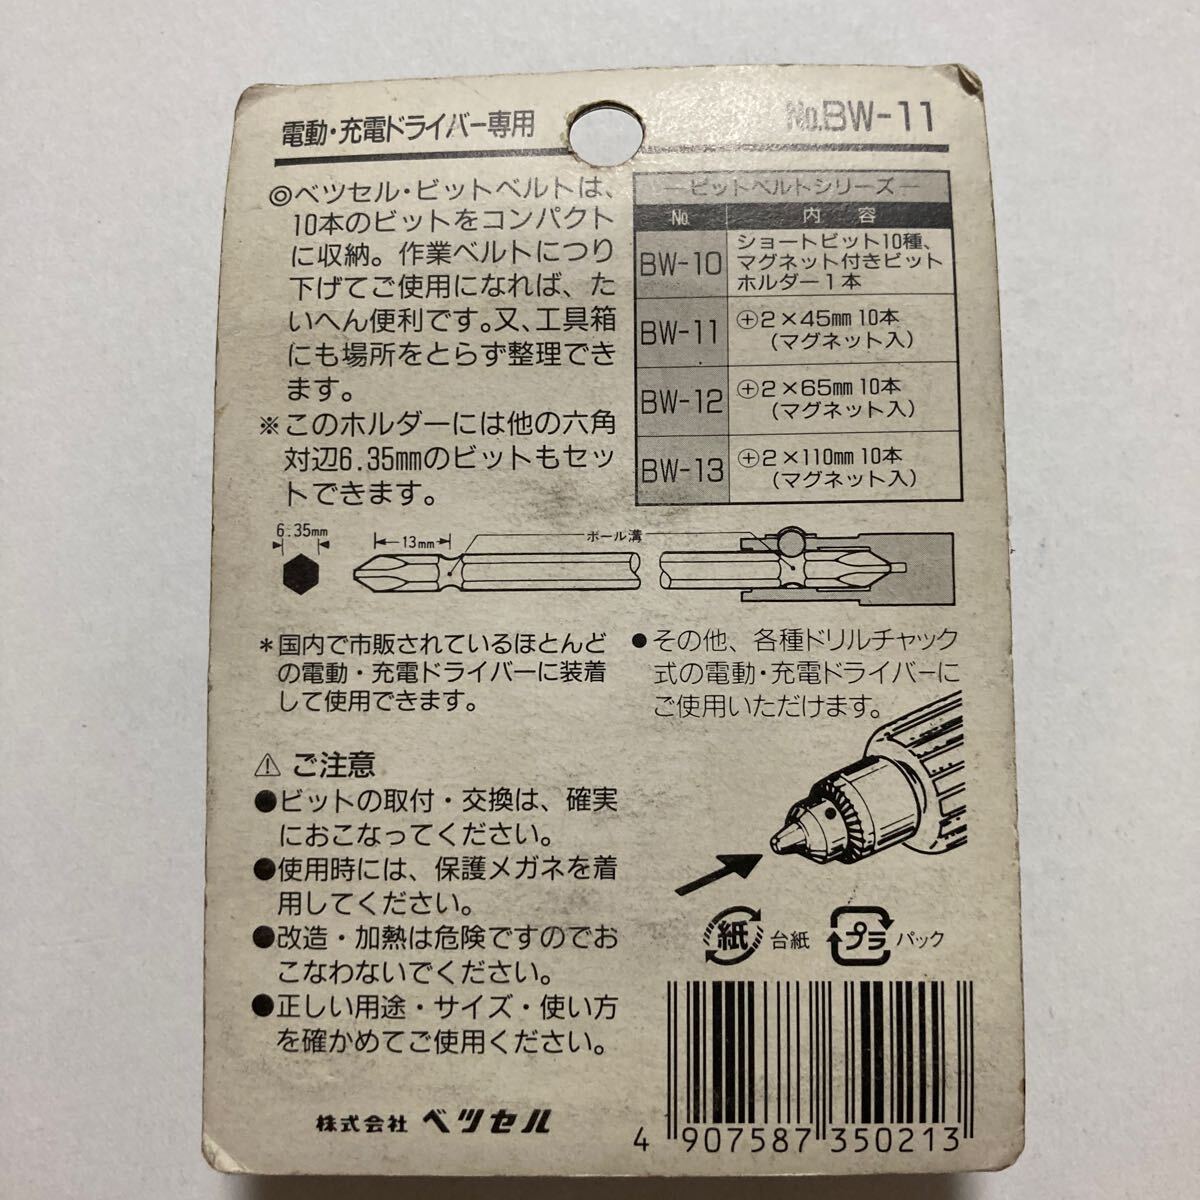 電動・充電ドライバー専用
No.BW-11
◎ベツセル・ビットベルトは、
10本のビットをコンパクト
に収納。作業ベルトにつり
下げてご使用になれば、た
いへん便利です。又、工具箱
にも場所をとらず整理でき
ます。
※このホルダーには他の六角
対辺6.35mmのビットもセッ
トできます。
ービットベルトシリーズー
No. 内容
BW-10 ショートビット10種、
マグネット付きビット
ホルダー1本
BW-11 ⊕2×45mm 10本
(マグネット入)
BW-12 ⊕2×65mm 10本
(マグネット入)
BW-13 ⊕2×110mm 10本
(マグネット入)
6.35mm
13mm
ボール溝
＊国内で市販されているほとんど
の電動・充電ドライバーに装着
して使用できます。
●その他、各種ドリルチャック
式の電動・充電ドライバーに
ご使用いただけます。
⚠ ご注意
●ビットの取付・交換は、確実
におこなってください。
●使用時には、保護メガネを着
用してください。
●改造・加熱は危険ですのでお
こなわないでください。
●正しい用途・サイズ・使い方
を確かめてご使用ください。
紙 台紙
プラ パック
株式会社 ベツセル
4 907587 350213